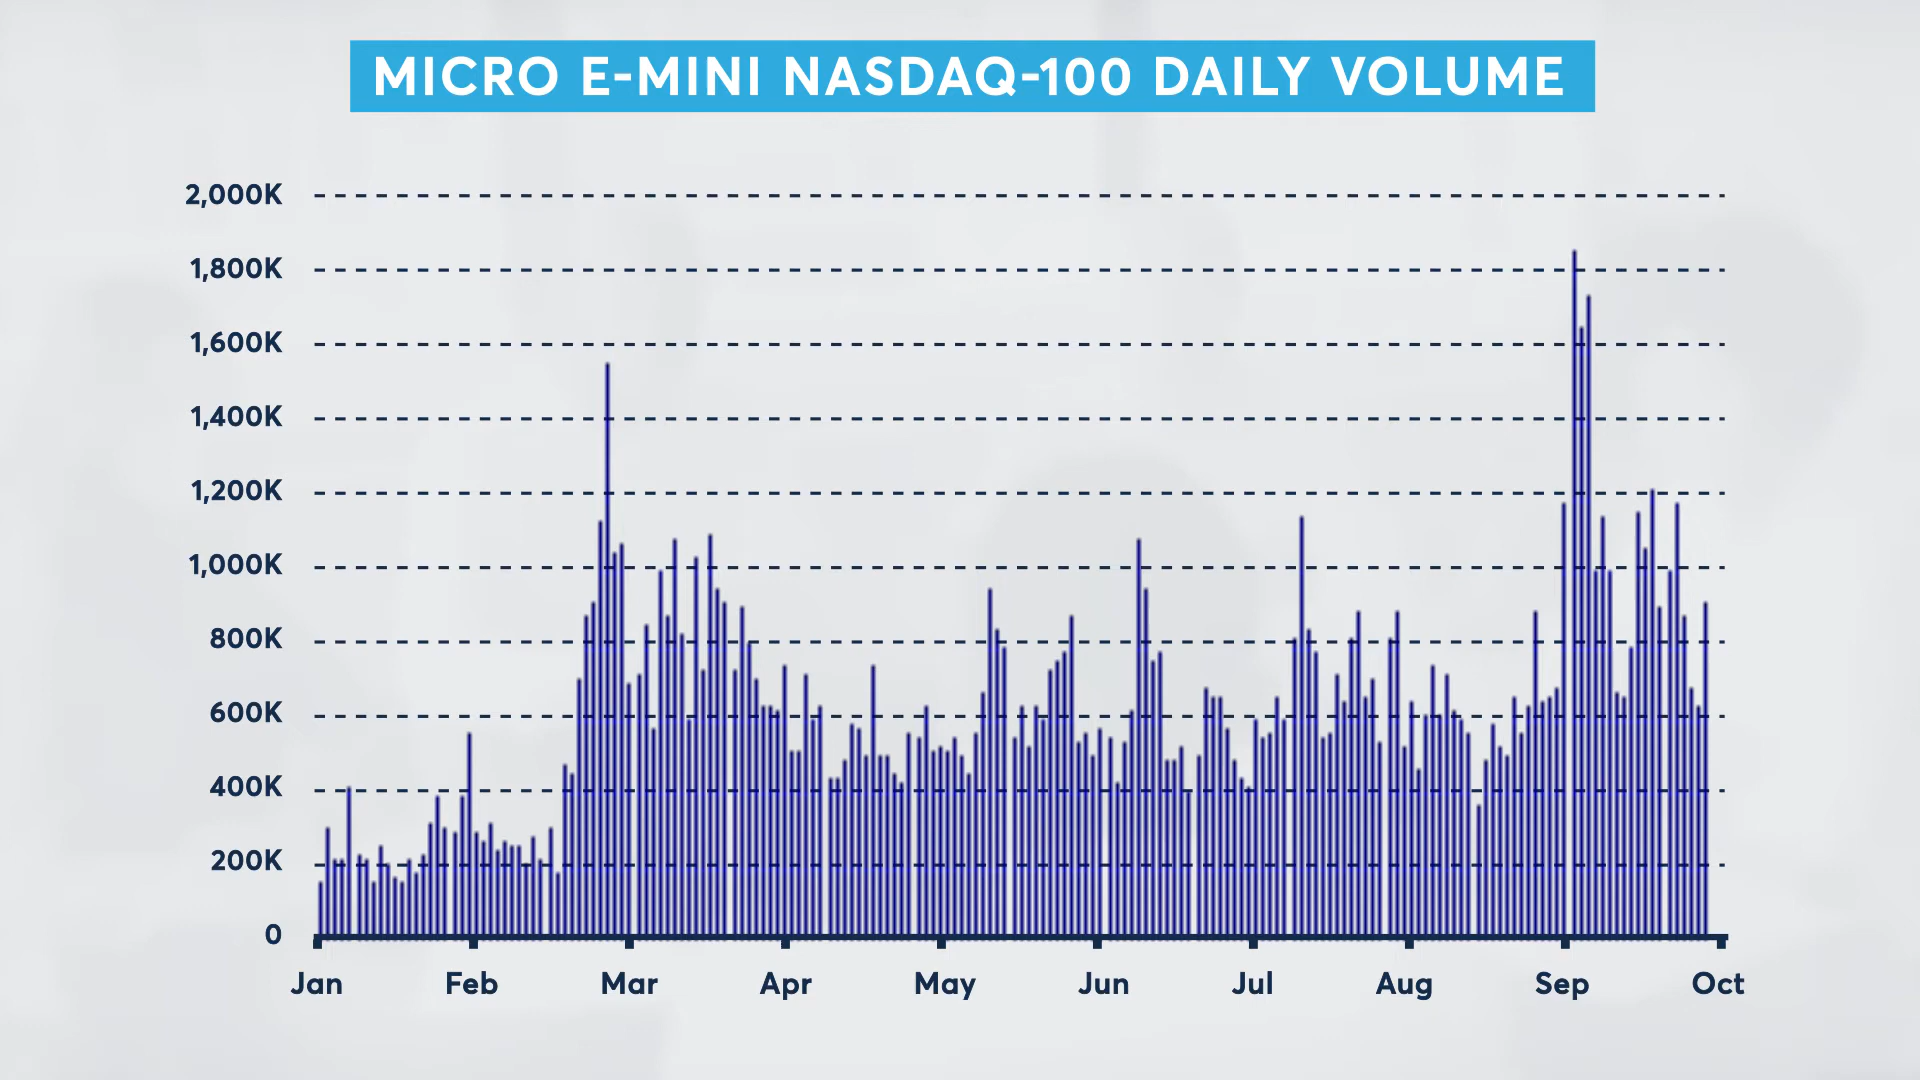 MICRO E-MINI NASDAQ-100 DAILY VOLUME
2,000K
1,800K
1,600K
1,400K
1,200K
1,000K
800K
600K
400K
200K
0
Jan Feb Mar Apr May Jun Jul Aug Sep Oct